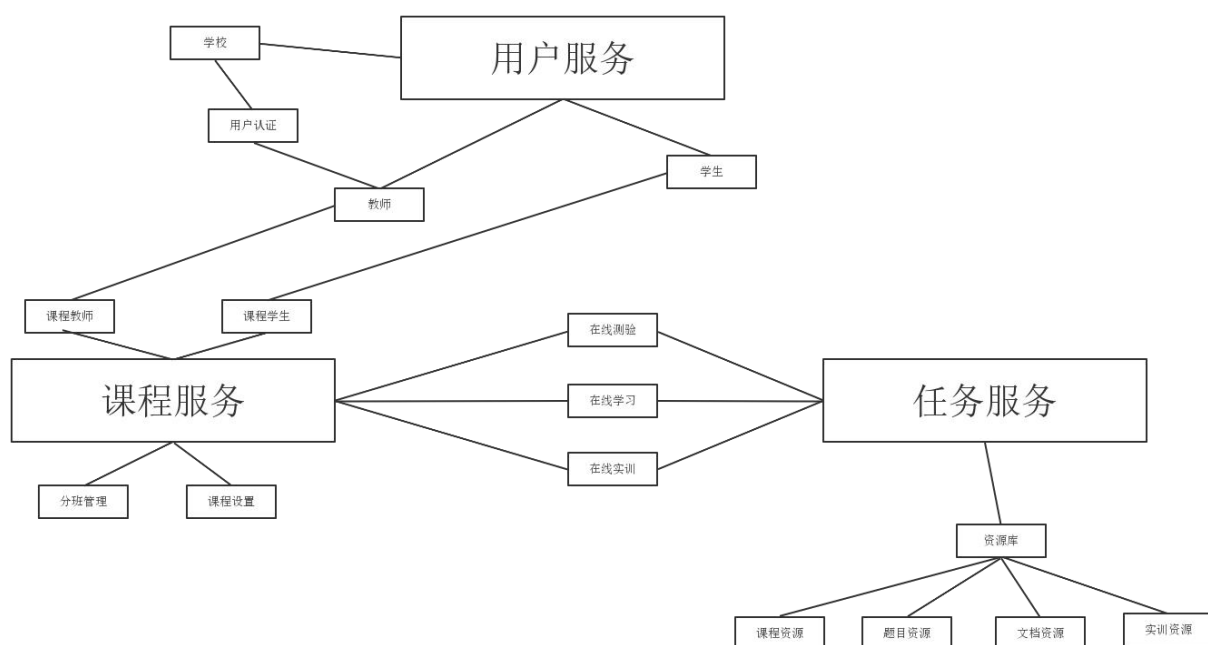 学校
用户服务
用户认证
学生
教师
课程教师
课程学生
在线测验
课程服务
在线学习
任务服务
在线实训
分班管理
课程设置
资源库
课程资源
题目资源
文档资源
实训资源